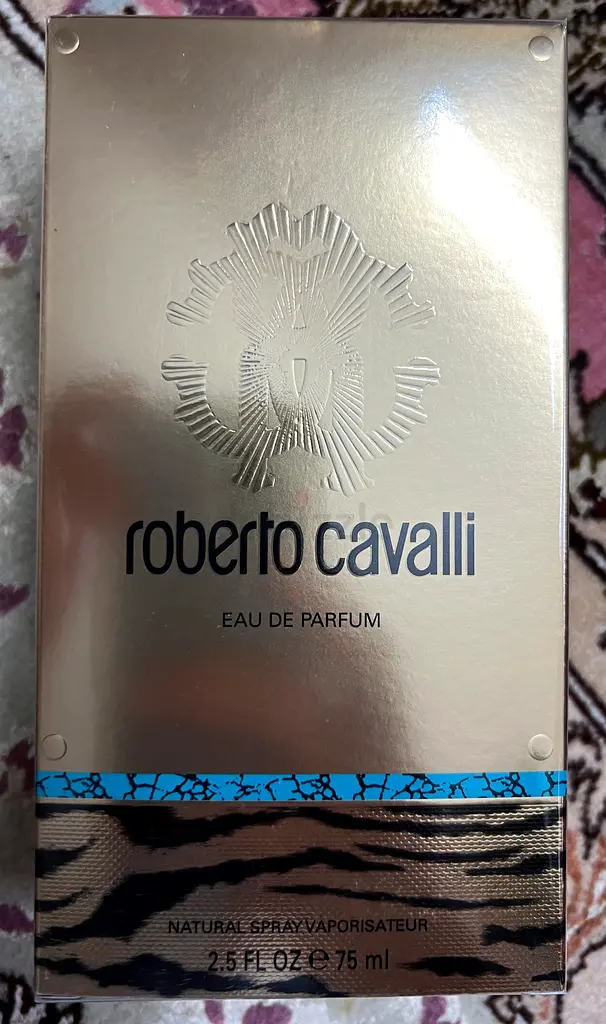 roberto cavalli
EAU DE PARFUM
NATURAL SPRAY VAPORISATEUR
2.5 FL OZ ℮ 75 ml